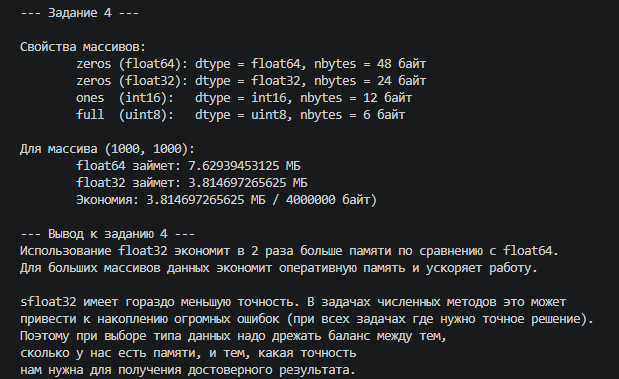 --- Задание 4 ---
Свойства массивов:
zeros (float64): dtype = float64, nbytes = 48 байт
zeros (float32): dtype = float32, nbytes = 24 байт
ones  (int16):   dtype = int16, nbytes = 12 байт
full  (uint8):   dtype = uint8, nbytes = 6 байт
Для массива (1000, 1000):
float64 займет: 7.62939453125 МБ
float32 займет: 3.814697265625 МБ
Экономия: 3.814697265625 МБ / 4000000 байт)
--- Вывод к заданию 4 ---
Использование float32 экономит в 2 раза больше памяти по сравнению с float64.
Для больших массивов данных экономит оперативную память и ускоряет работу.
sfloat32 имеет гораздо меньшую точность. В задачах численных методов это может
привести к накоплению огромных ошибок (при всех задачах где нужно точное решение).
Поэтому при выборе типа данных надо дрежать баланс между тем,
сколько у нас есть памяти, и тем, какая точность
нам нужна для получения достоверного результата.